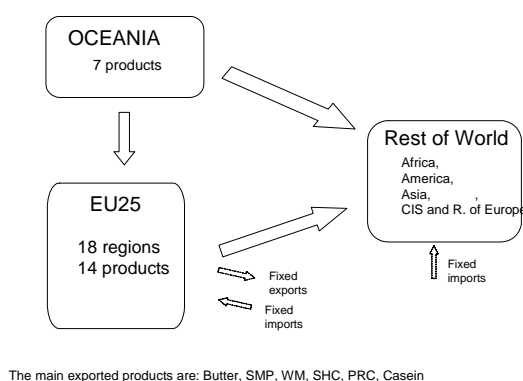 OCEANIA
7 products
EU25
18 regions
14 products
Fixed
exports
Fixed
imports
Rest of World
Africa,
America,
Asia, ,
CIS and R. of Europe
Fixed
imports
The main exported products are: Butter, SMP, WM, SHC, PRC, Casein